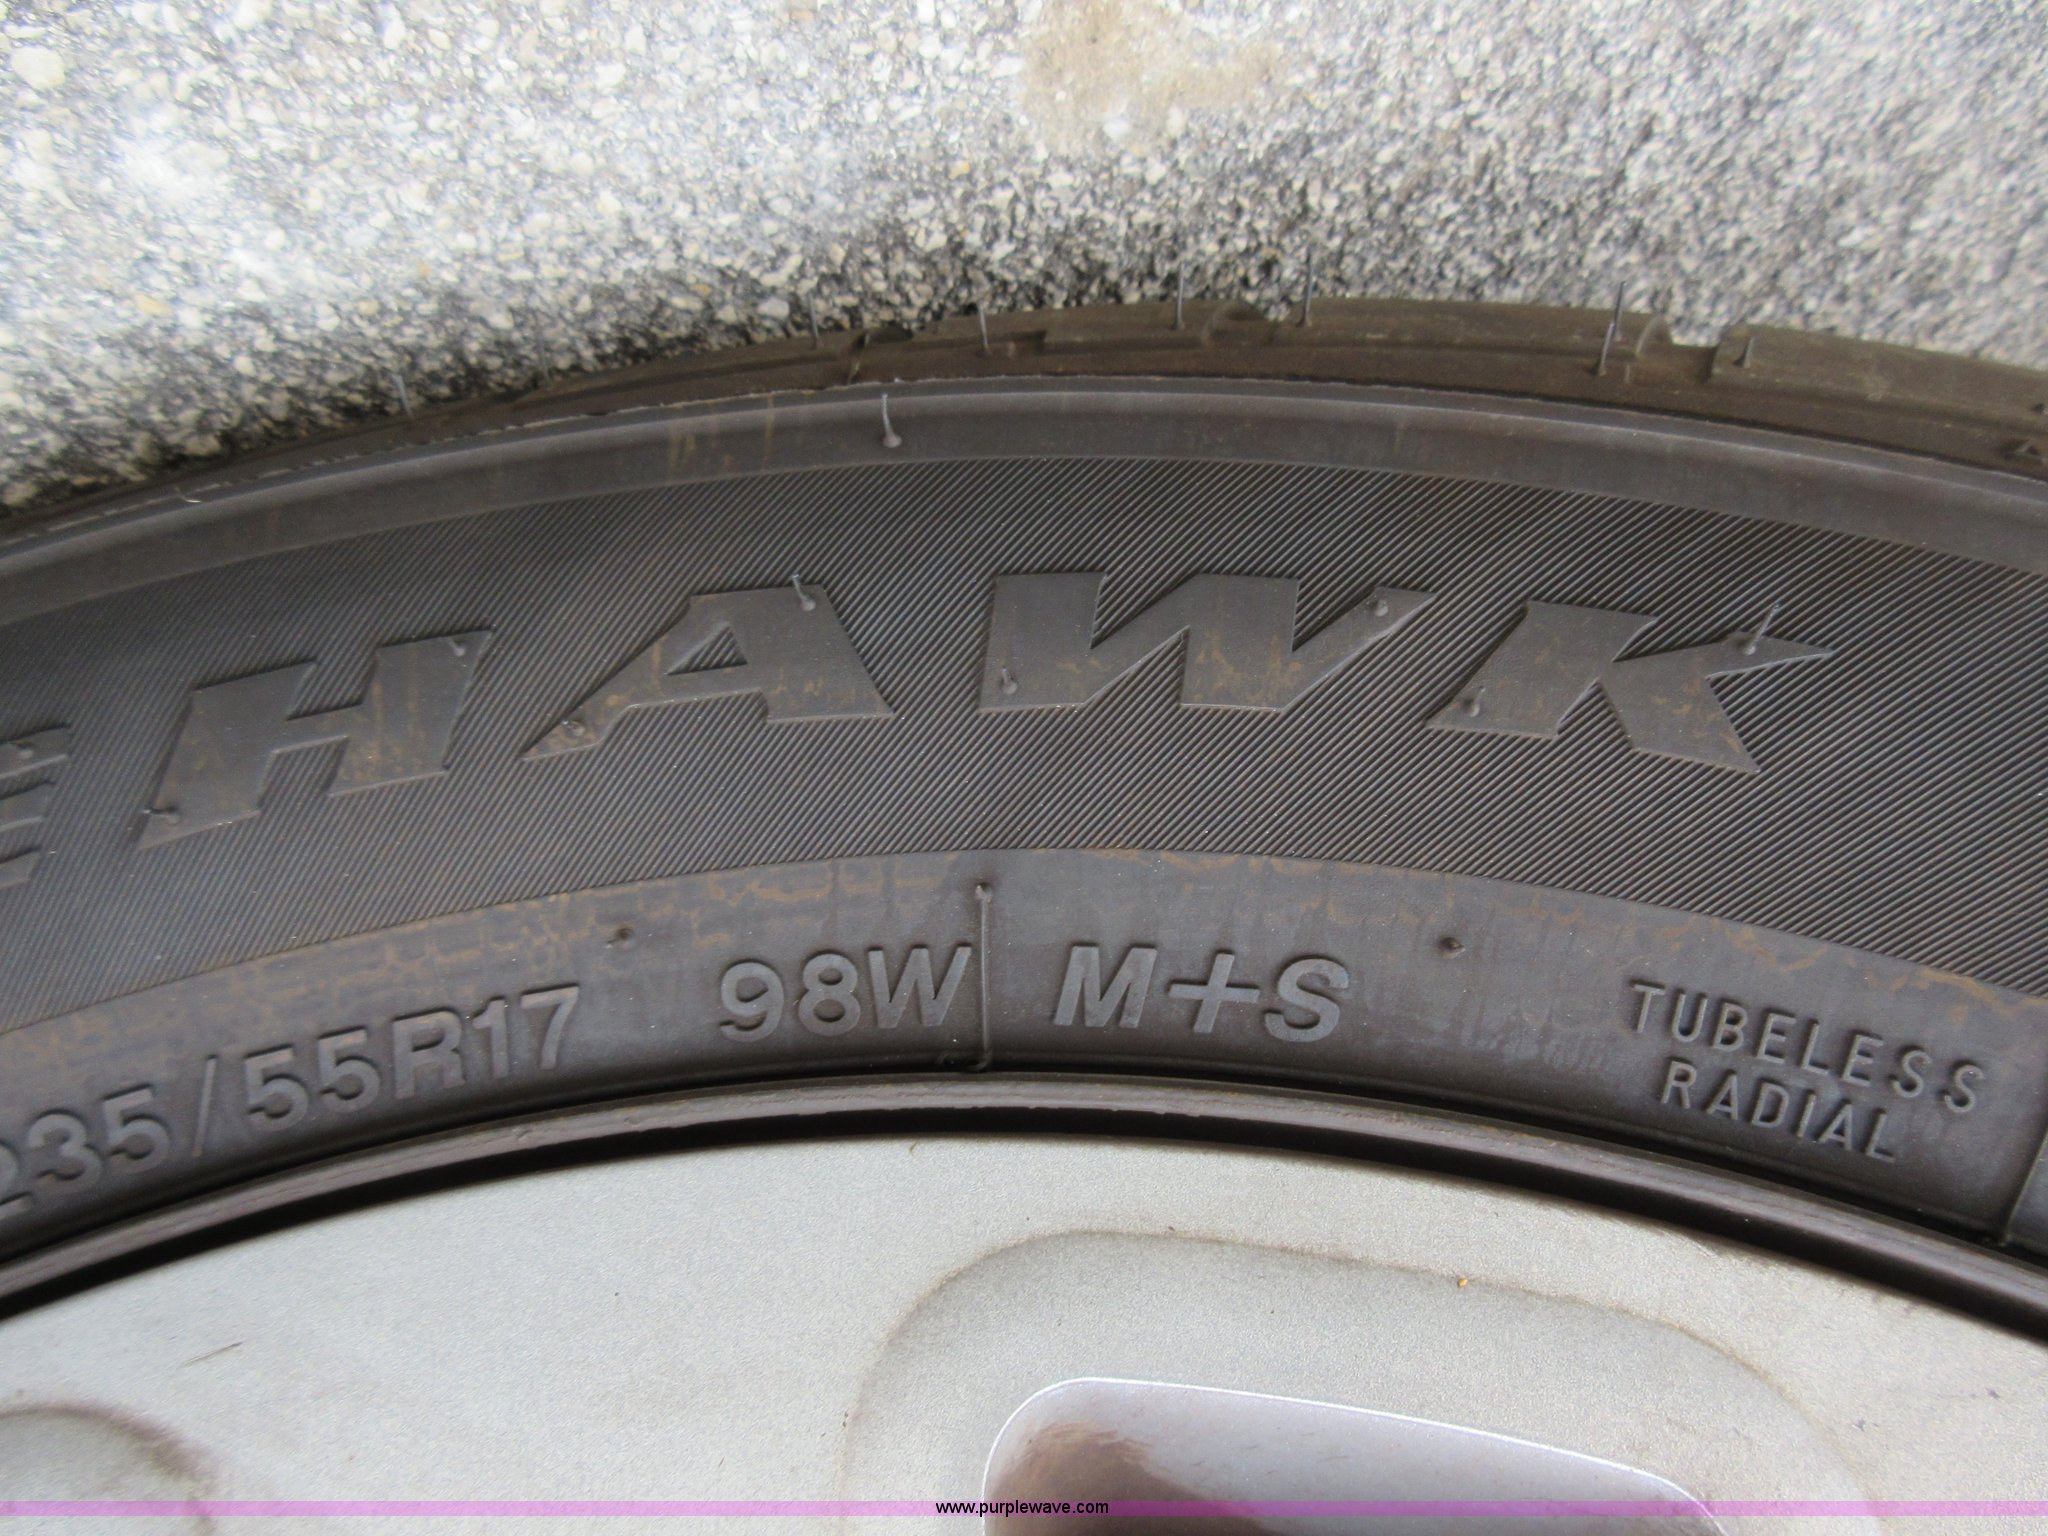 HAWK
235/55R17 98W M+S
TUBELESS
RADIAL
www.purplewave.com